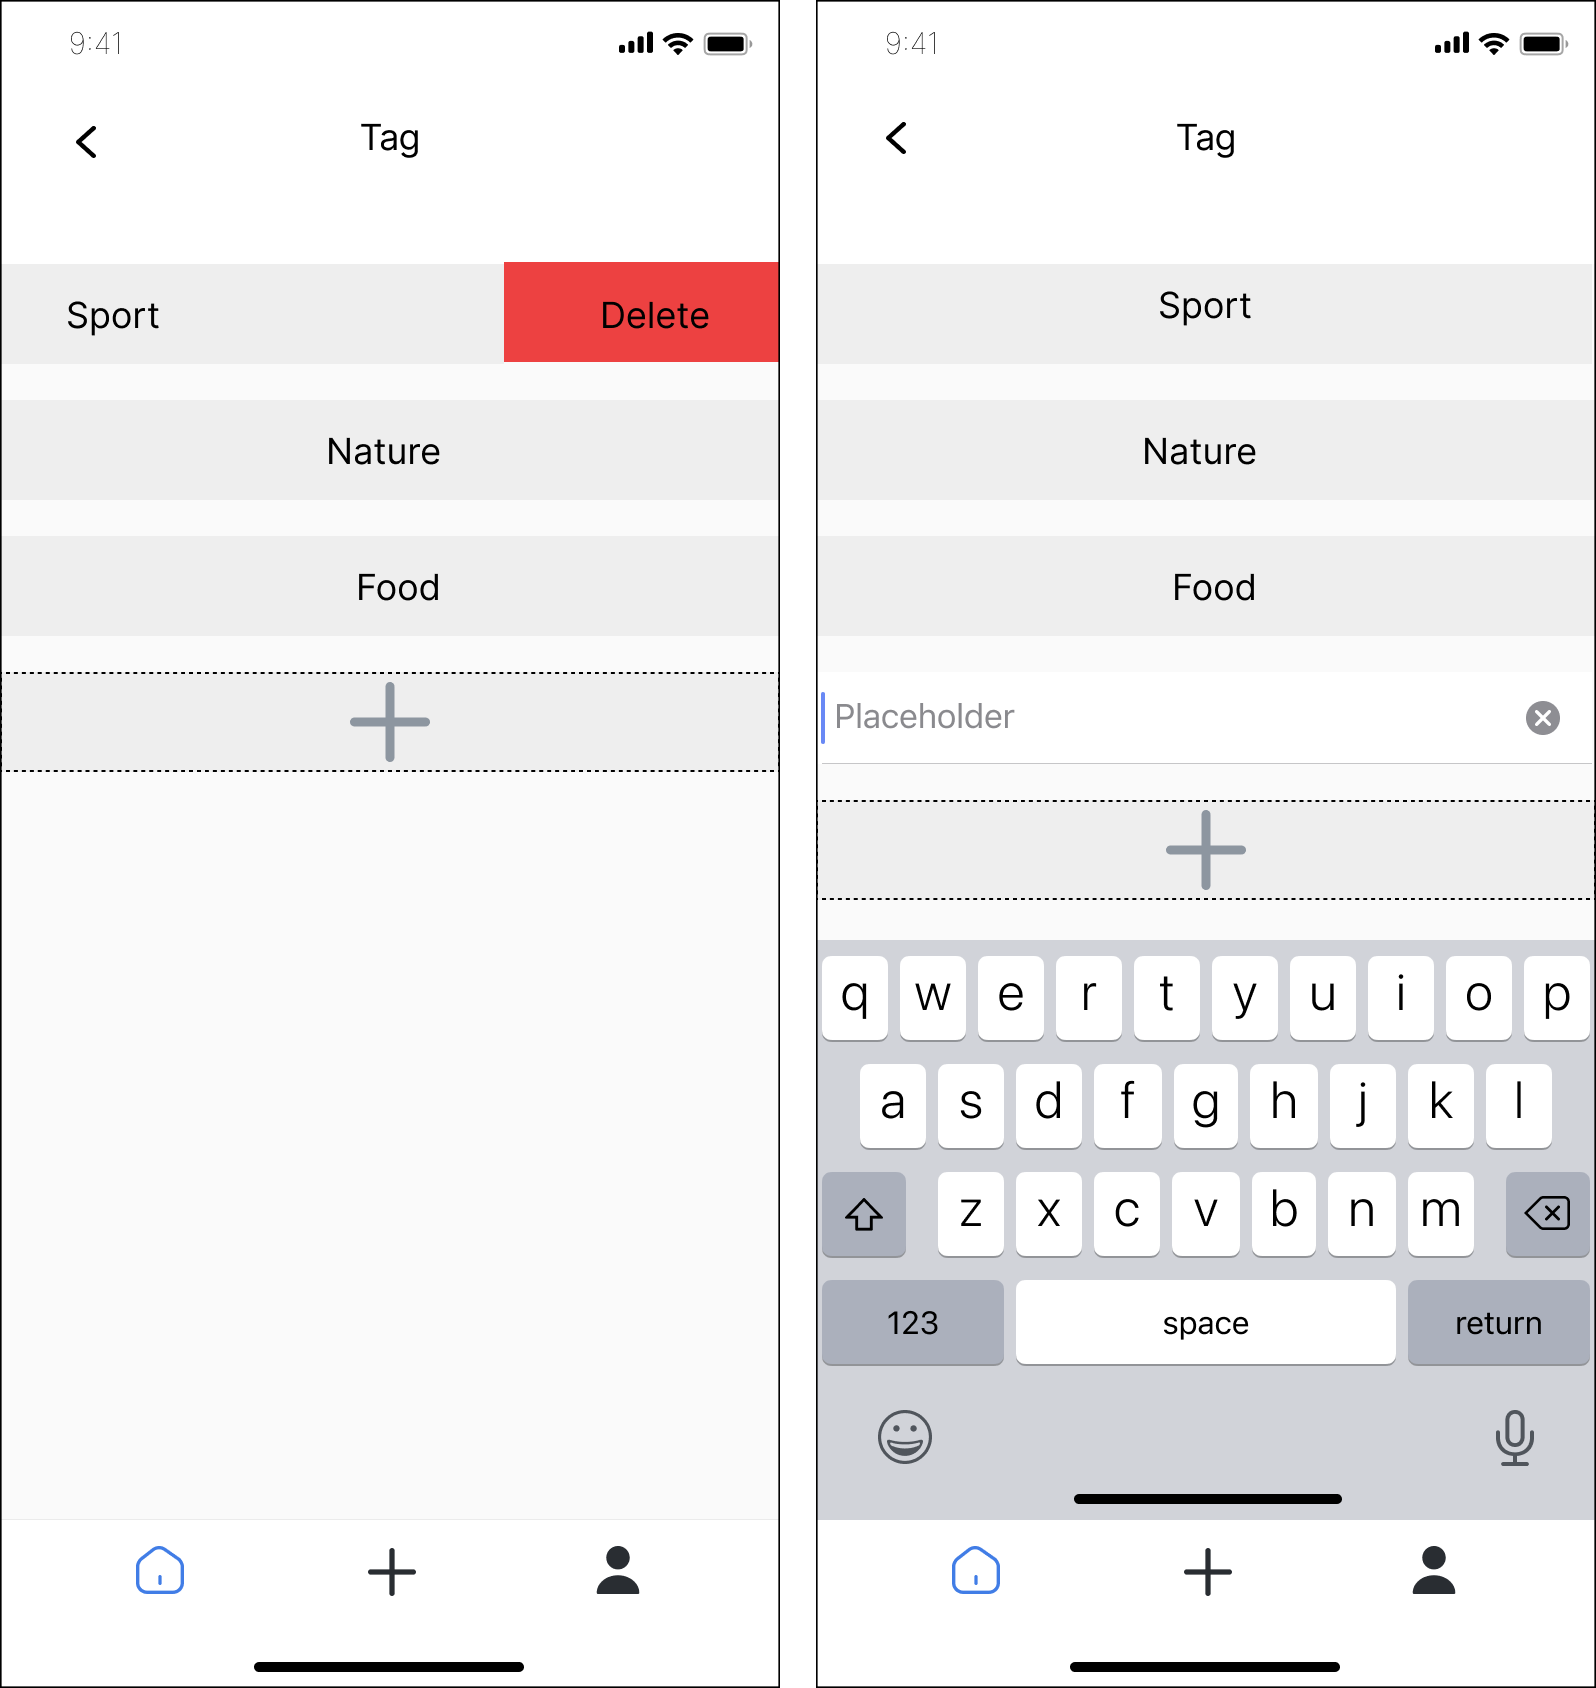 9:41
Tag
Sport Delete
Nature
Food
9:41
Tag
Sport
Nature
Food
Placeholder
q w e r t y u i o p
a s d f g h j k l
z x c v b n m
123 space return